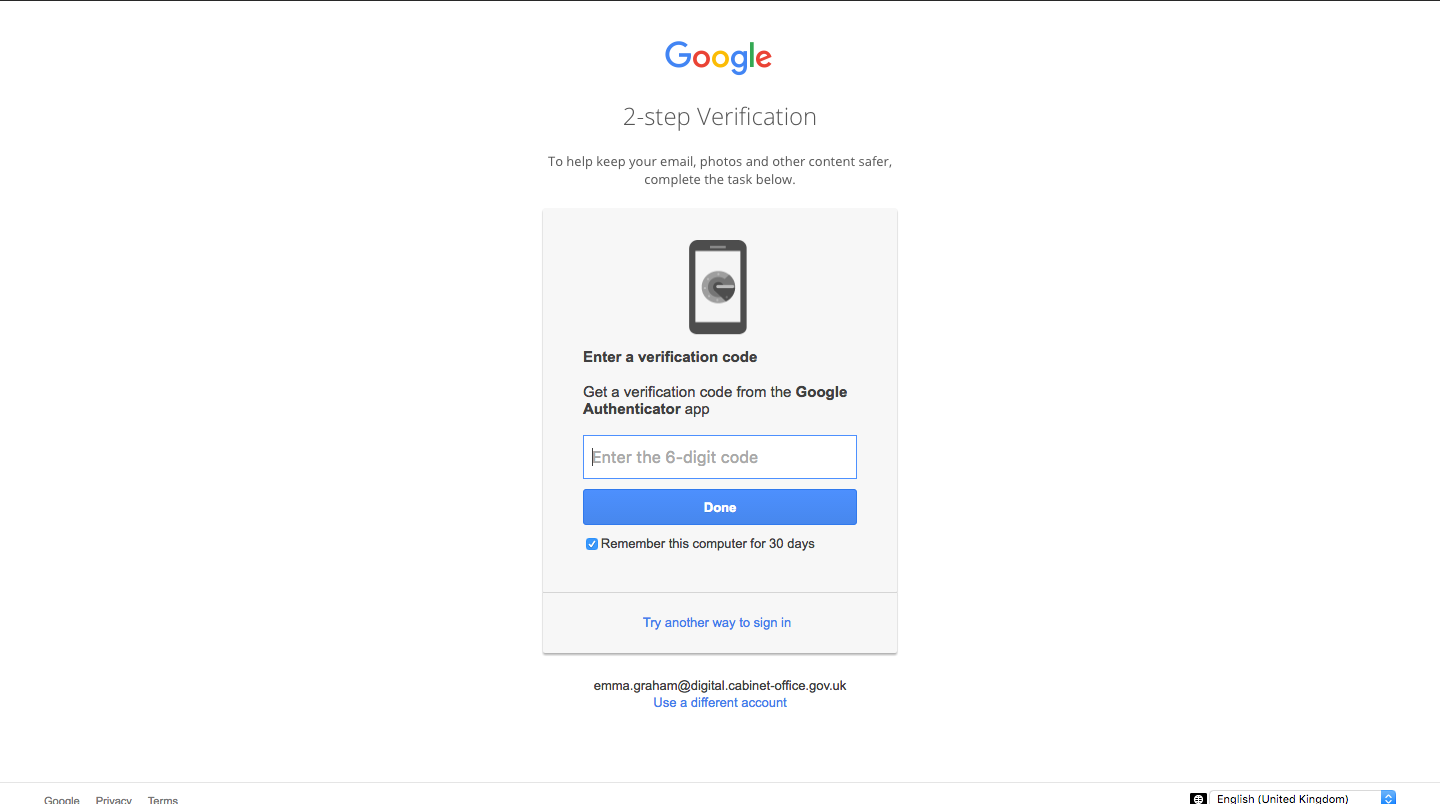 Google
2-step Verification
To help keep your email, photos and other content safer,
complete the task below.
Enter a verification code
Get a verification code from the Google
Authenticator app
Enter the 6-digit code
Done
Remember this computer for 30 days
Try another way to sign in
emma.graham@digital.cabinet-office.gov.uk
Use a different account
Google Privacy Terms English (United Kingdom)